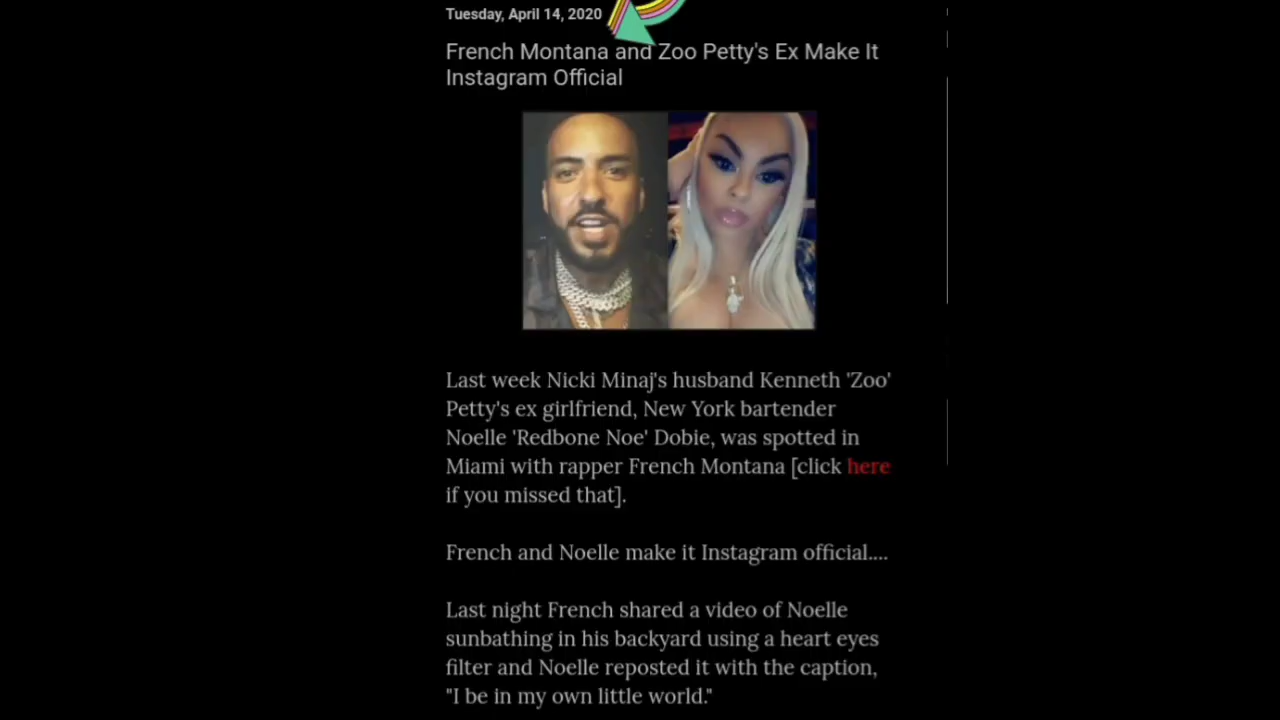 Tuesday, April 14, 2020
French Montana and Zoo Petty's Ex Make It
Instagram Official
Last week Nicki Minaj's husband Kenneth 'Zoo'
Petty's ex girlfriend, New York bartender
Noelle 'Redbone Noe' Dobie, was spotted in
Miami with rapper French Montana [click here
if you missed that].
French and Noelle make it Instagram official....
Last night French shared a video of Noelle
sunbathing in his backyard using a heart eyes
filter and Noelle reposted it with the caption,
"I be in my own little world."